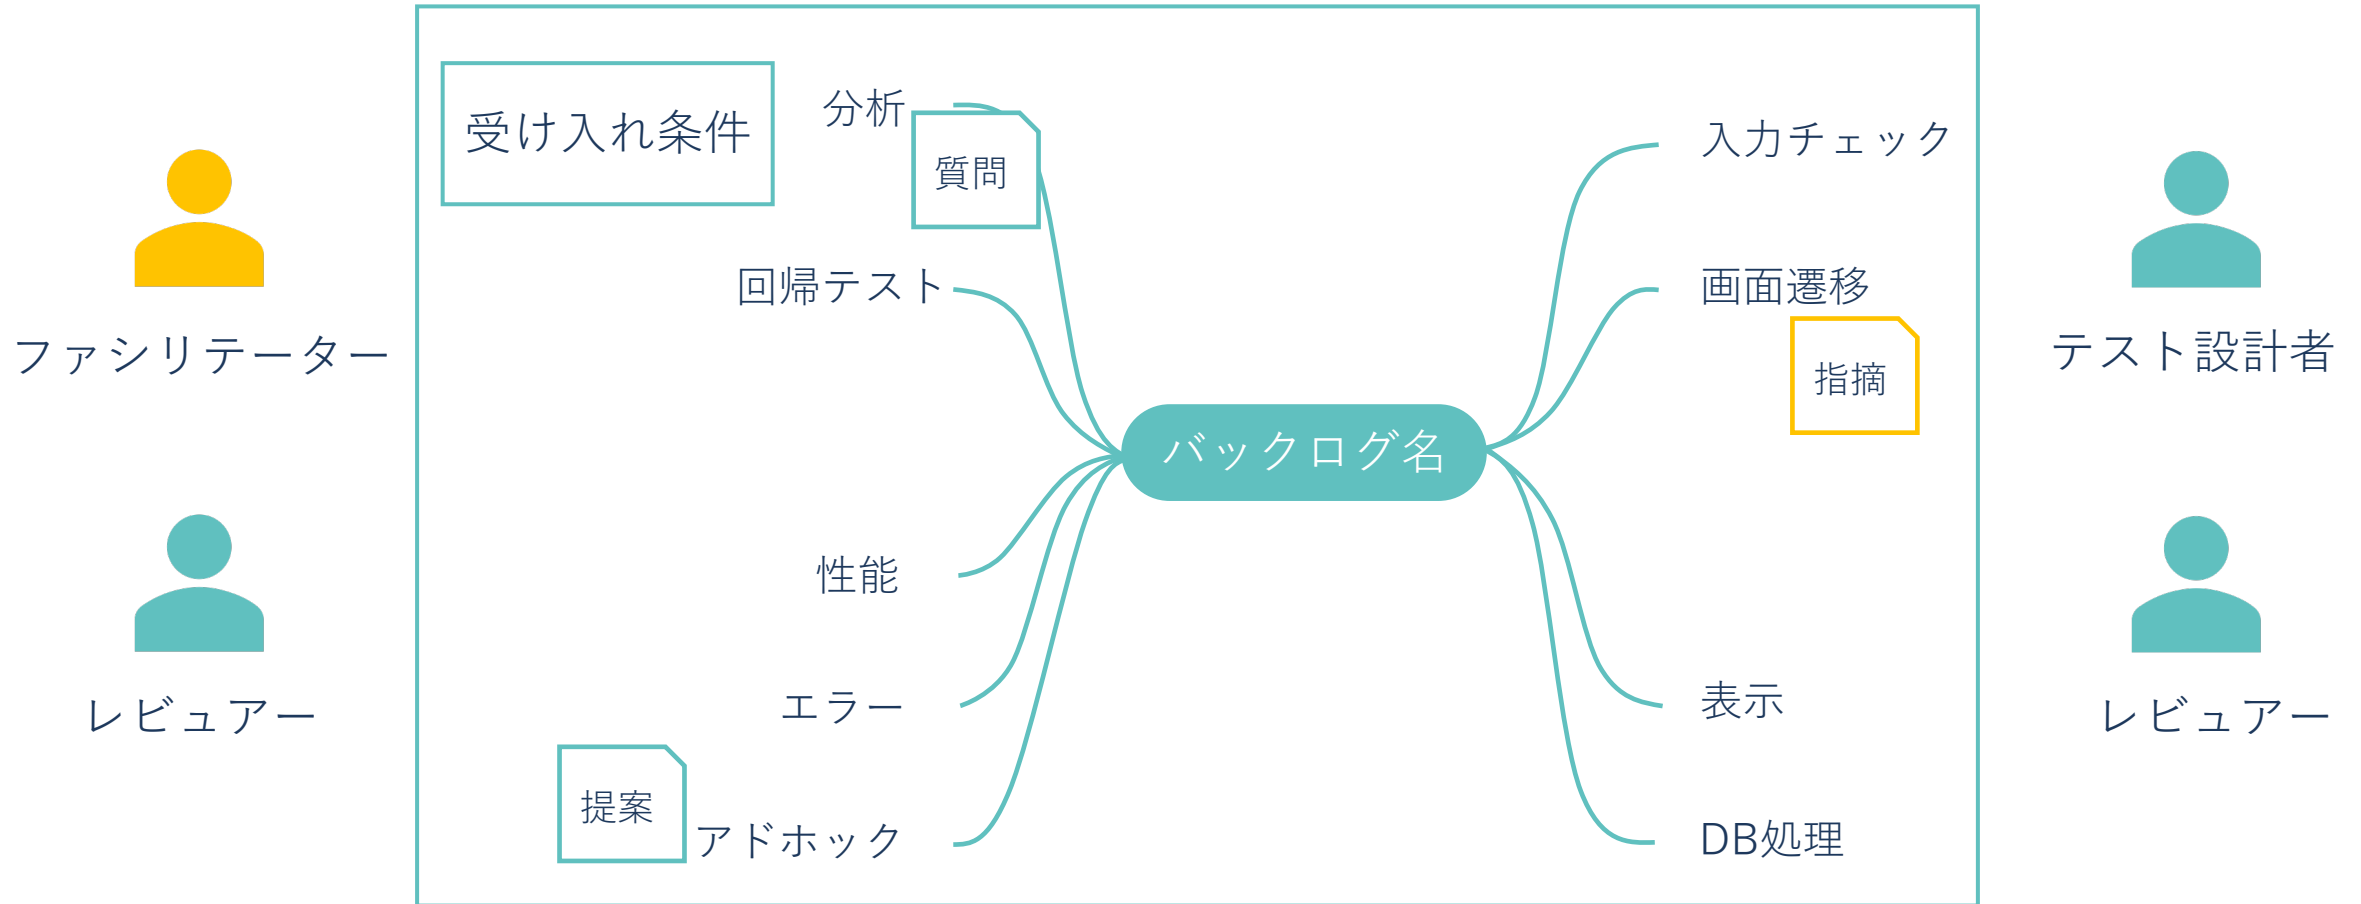 受け入れ条件
分析
質問
回帰テスト
性能
エラー
提案
アドホック
バックログ名
入力チェック
画面遷移
指摘
表示
DB処理
ファシリテーター
レビュアー
テスト設計者
レビュアー